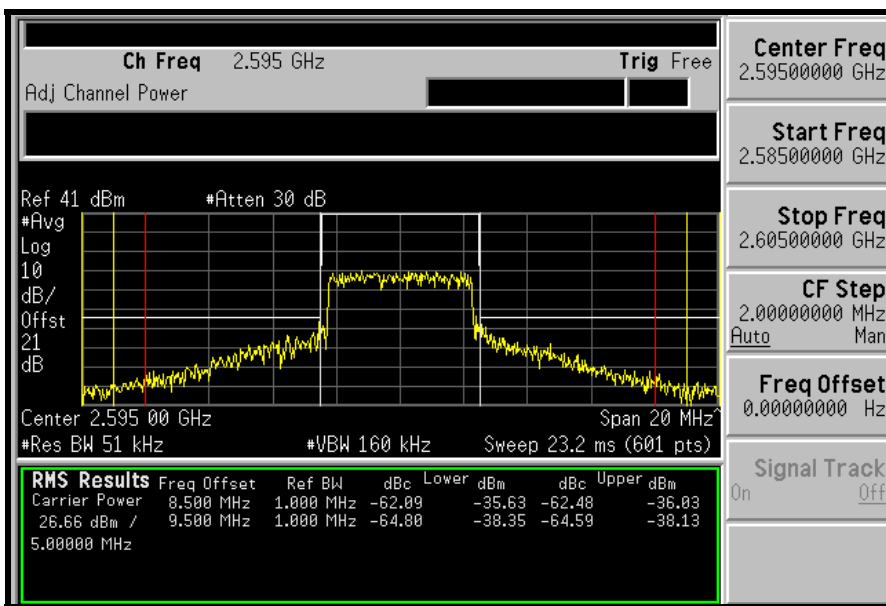 Ch Freq 2.595 GHz Trig Free
Adj Channel Power
Ref 41 dBm #Atten 30 dB
#Avg
Log
10
dB/
Offst
21
dB
Center 2.595 00 GHz Span 20 MHz^
#Res BW 51 kHz #VBW 160 kHz Sweep 23.2 ms (601 pts)
RMS Results Freq Offset Ref BW dBc Lower dBm dBc Upper dBm
Carrier Power 8.500 MHz 1.000 MHz -62.09 -35.63 -62.48 -36.03
26.66 dBm / 9.500 MHz 1.000 MHz -64.80 -38.35 -64.59 -38.13
5.00000 MHz
Center Freq
2.59500000 GHz
Start Freq
2.58500000 GHz
Stop Freq
2.60500000 GHz
CF Step
2.00000000 MHz
Auto Man
Freq Offset
0.00000000 Hz
Signal Track
On Off